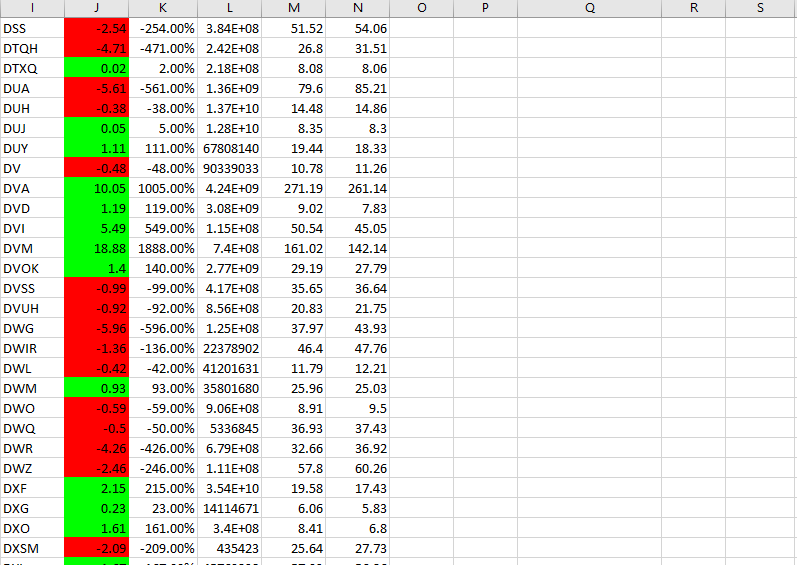 I J K L M N O P Q R S
DSS -2.54 -254.00% 3.84E+08 51.52 54.06
DTQH -4.71 -471.00% 2.42E+08 26.8 31.51
DTXQ 0.02 2.00% 2.18E+08 8.08 8.06
DUA -5.61 -561.00% 1.36E+09 79.6 85.21
DUH -0.38 -38.00% 1.37E+10 14.48 14.86
DUJ 0.05 5.00% 1.28E+10 8.35 8.3
DUY 1.11 111.00% 67808140 19.44 18.33
DV -0.48 -48.00% 90339033 10.78 11.26
DVA 10.05 1005.00% 4.24E+09 271.19 261.14
DVD 1.19 119.00% 3.08E+09 9.02 7.83
DVI 5.49 549.00% 1.15E+08 50.54 45.05
DVM 18.88 1888.00% 7.4E+08 161.02 142.14
DVOK 1.4 140.00% 2.77E+09 29.19 27.79
DVSS -0.99 -99.00% 4.17E+08 35.65 36.64
DVUH -0.92 -92.00% 8.56E+08 20.83 21.75
DWG -5.96 -596.00% 1.25E+08 37.97 43.93
DWIR -1.36 -136.00% 22378902 46.4 47.76
DWL -0.42 -42.00% 41201631 11.79 12.21
DWM 0.93 93.00% 35801680 25.96 25.03
DWO -0.59 -59.00% 9.06E+08 8.91 9.5
DWQ -0.5 -50.00% 5336845 36.93 37.43
DWR -4.26 -426.00% 6.79E+08 32.66 36.92
DWZ -2.46 -246.00% 1.11E+08 57.8 60.26
DXF 2.15 215.00% 3.54E+10 19.58 17.43
DXG 0.23 23.00% 14114671 6.06 5.83
DXO 1.61 161.00% 3.4E+08 8.41 6.8
DXSM -2.09 -209.00% 435423 25.64 27.73